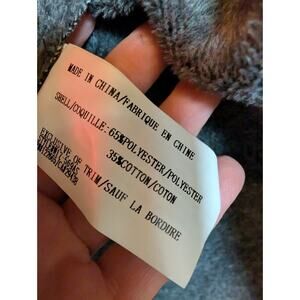 MADE IN CHINA/FABRIQUE EN CHINE
SHELL/COQUILLE:65%POLYESTER/POLYESTER
35%COTTON/COTON
EXCLUSIVE OF TRIM/SAUF LA BORDURE